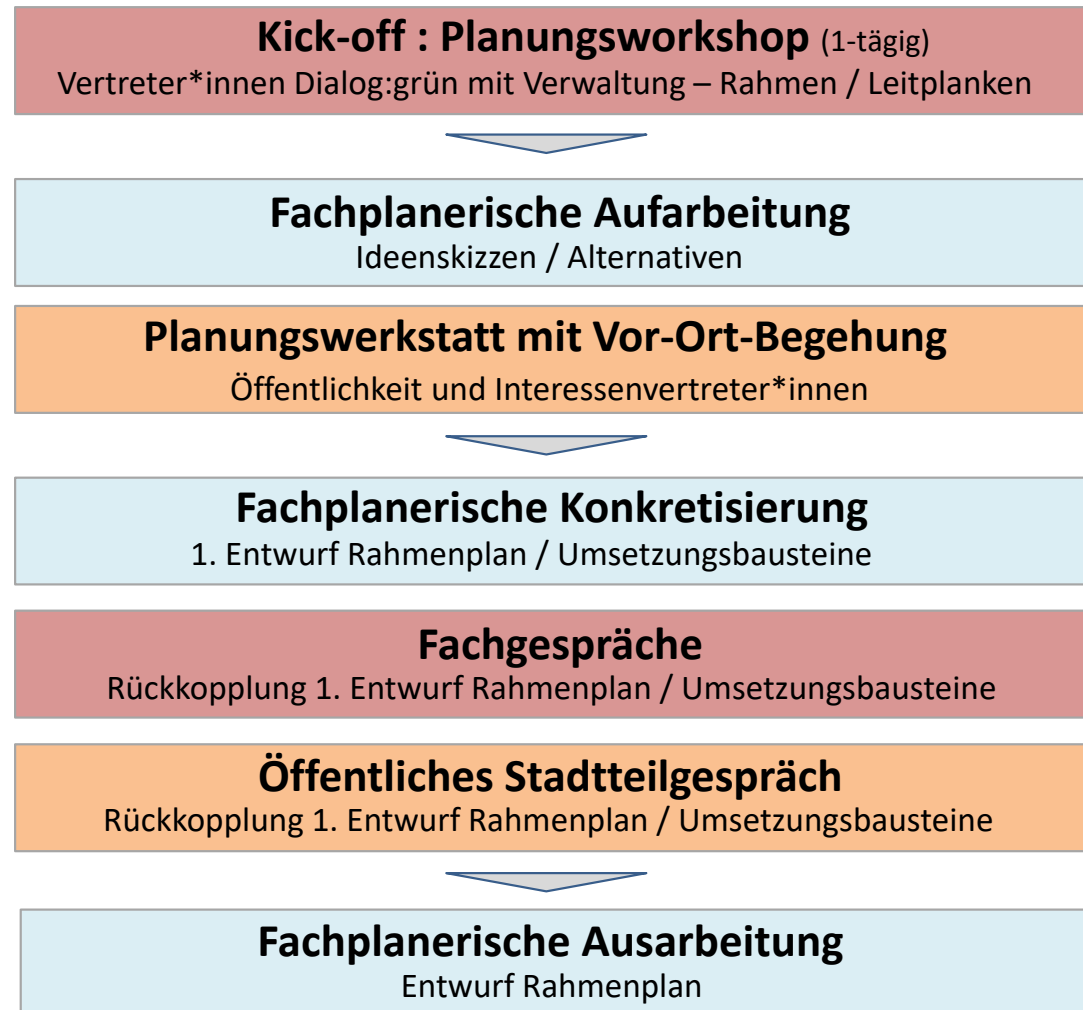 Kick-off : Planungsworkshop (1-tägig)
Vertreter*innen Dialog:grün mit Verwaltung – Rahmen / Leitplanken
Fachplanerische Aufarbeitung
Ideenskizzen / Alternativen
Planungswerkstatt mit Vor-Ort-Begehung
Öffentlichkeit und Interessenvertreter*innen
Fachplanerische Konkretisierung
1. Entwurf Rahmenplan / Umsetzungsbausteine
Fachgespräche
Rückkopplung 1. Entwurf Rahmenplan / Umsetzungsbausteine
Öffentliches Stadtteilgespräch
Rückkopplung 1. Entwurf Rahmenplan / Umsetzungsbausteine
Fachplanerische Ausarbeitung
Entwurf Rahmenplan